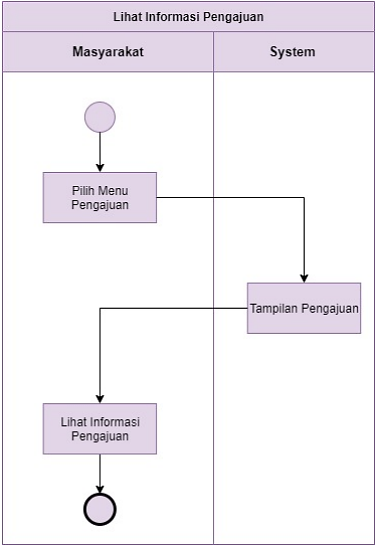 Lihat Informasi Pengajuan
Masyarakat
System
Pilih Menu
Pengajuan
Tampilan Pengajuan
Lihat Informasi
Pengajuan